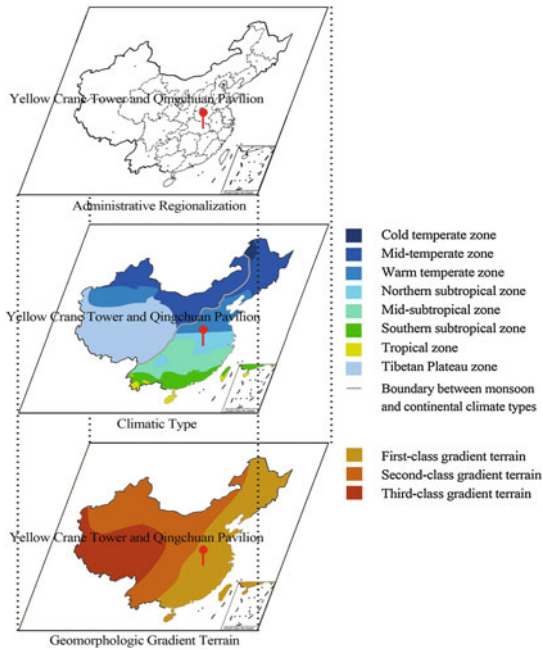 Yellow Crane Tower and Qingchuan Pavilion
Administrative Regionalization
Cold temperate zone
Mid-temperate zone
Warm temperate zone
Northern subtropical zone
Mid-subtropical zone
Southern subtropical zone
Tropical zone
Tibetan Plateau zone
Boundary between monsoon
and continental climate types
Yellow Crane Tower and Qingchuan Pavilion
Climatic Type
First-class gradient terrain
Second-class gradient terrain
Third-class gradient terrain
Yellow Crane Tower and Qingchuan Pavilion
Geomorphologic Gradient Terrain